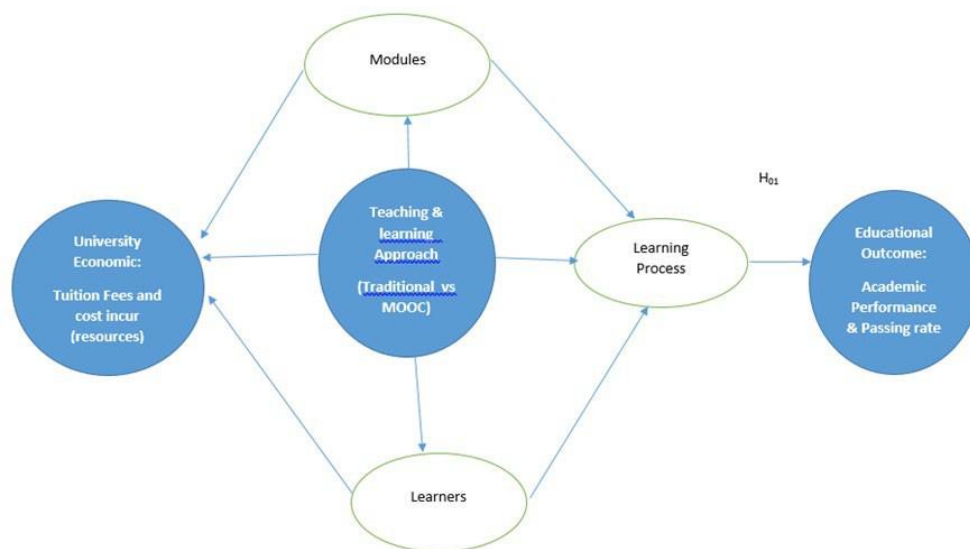 Modules
H01
University
Economic:
Tuition Fees and
cost incur
(resources)
Teaching &
learning
Approach
(Traditional vs
MOOC)
Learning
Process
Educational
Outcome:
Academic
Performance
& Passing rate
Learners